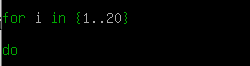 for i in {1..20}
do